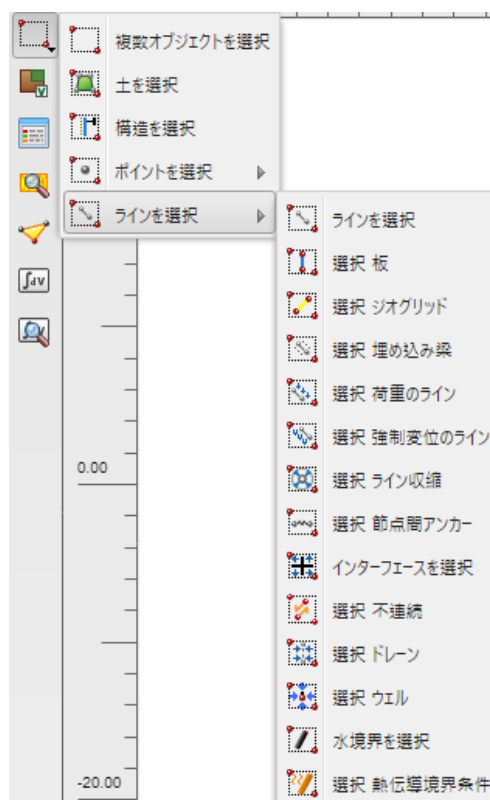 複数オブジェクトを選択
土を選択
構造を選択
ポイントを選択
ラインを選択
ラインを選択
選択 板
選択 ジオグリッド
選択 埋め込み梁
選択 荷重のライン
選択 強制変位のライン
選択 ライン収縮
選択 節点間アンカー
インターフェースを選択
選択 不連続
選択 ドレーン
選択 ウエル
水境界を選択
選択 熱伝導境界条件
∫dV
0.00
-20.00